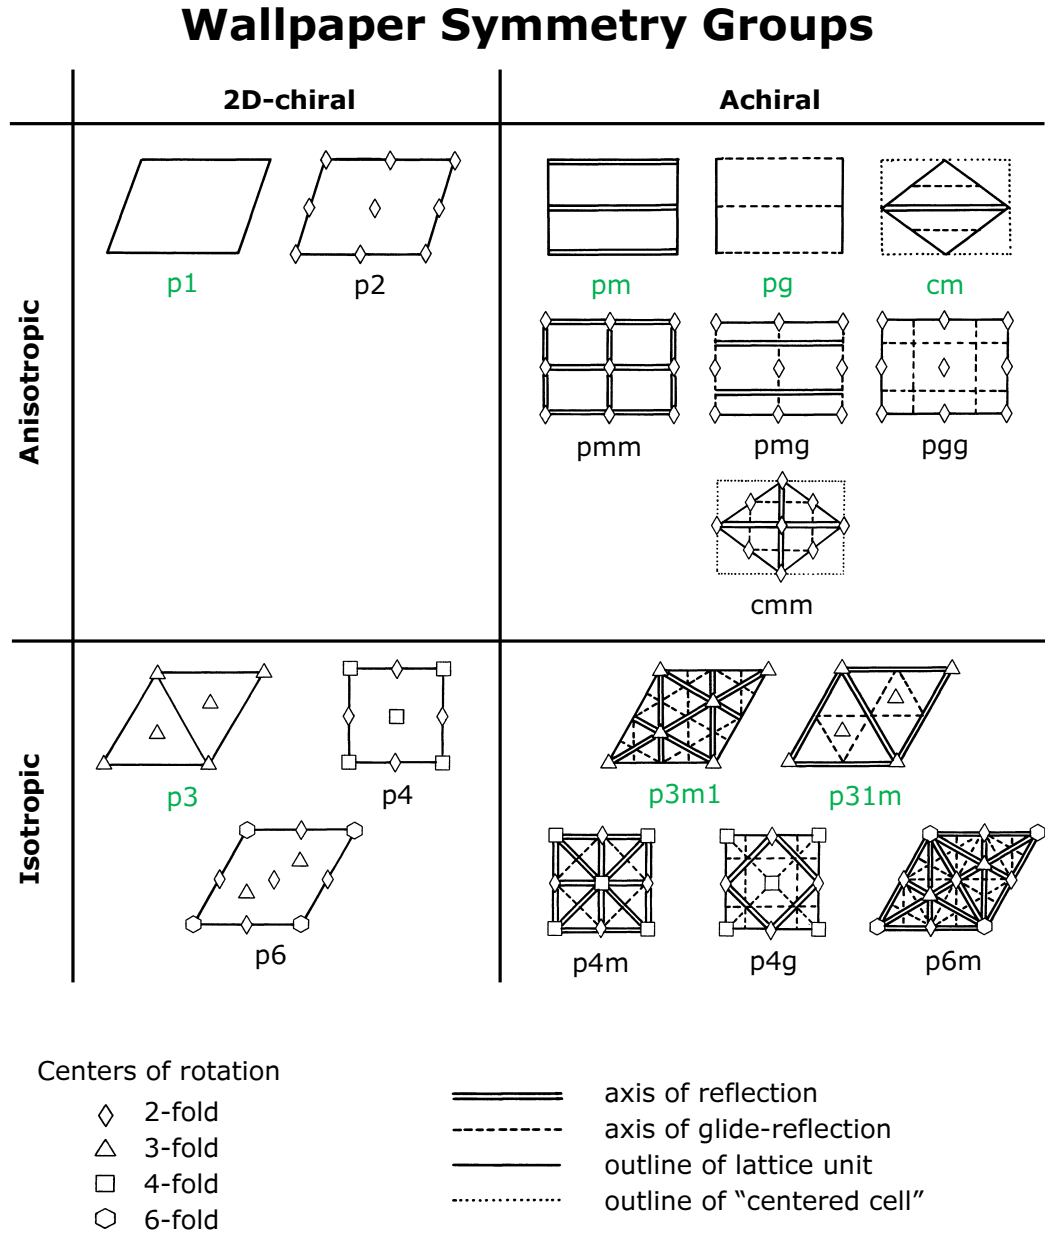 Wallpaper Symmetry Groups
2D-chiral
Achiral
Anisotropic
p1
p2
pm
pg
cm
pmm
pmg
pgg
cmm
Isotropic
p3
p4
p3m1
p31m
p6
p4m
p4g
p6m
Centers of rotation
2-fold
3-fold
4-fold
6-fold
axis of reflection
axis of glide-reflection
outline of lattice unit
outline of “centered cell”